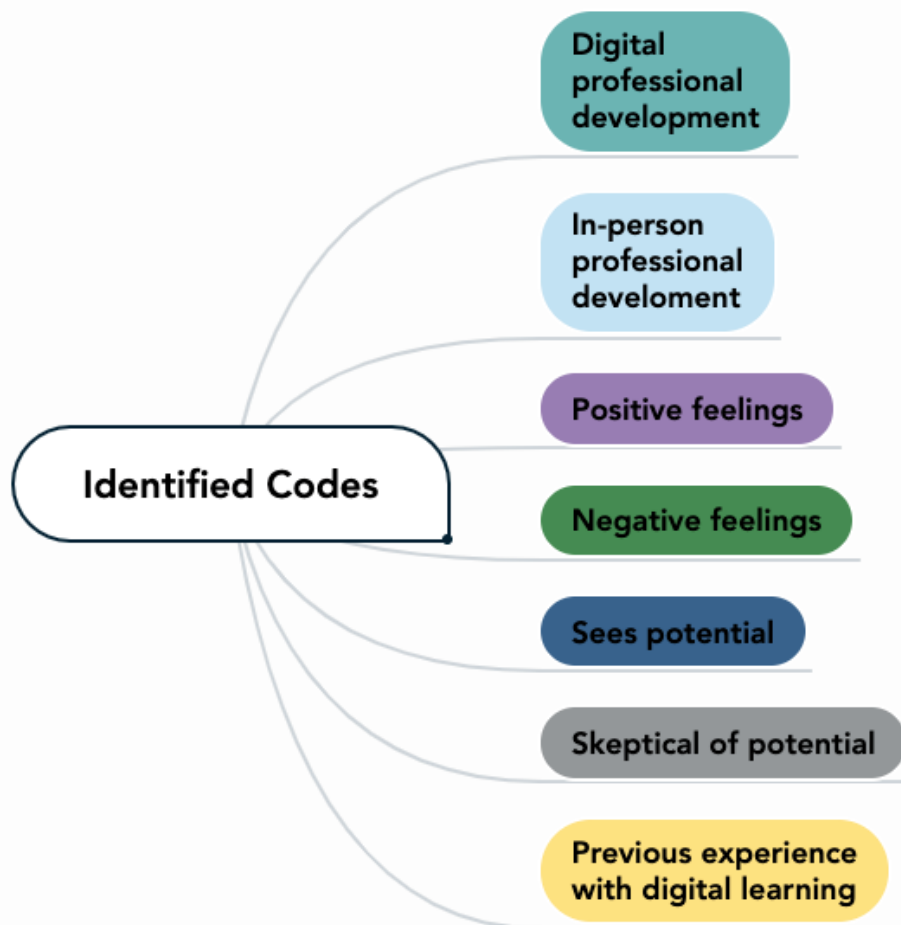 Digital
professional
development
In-person
professional
develoment
Positive feelings
Identified Codes
Negative feelings
Sees potential
Skeptical of potential
Previous experience
with digital learning